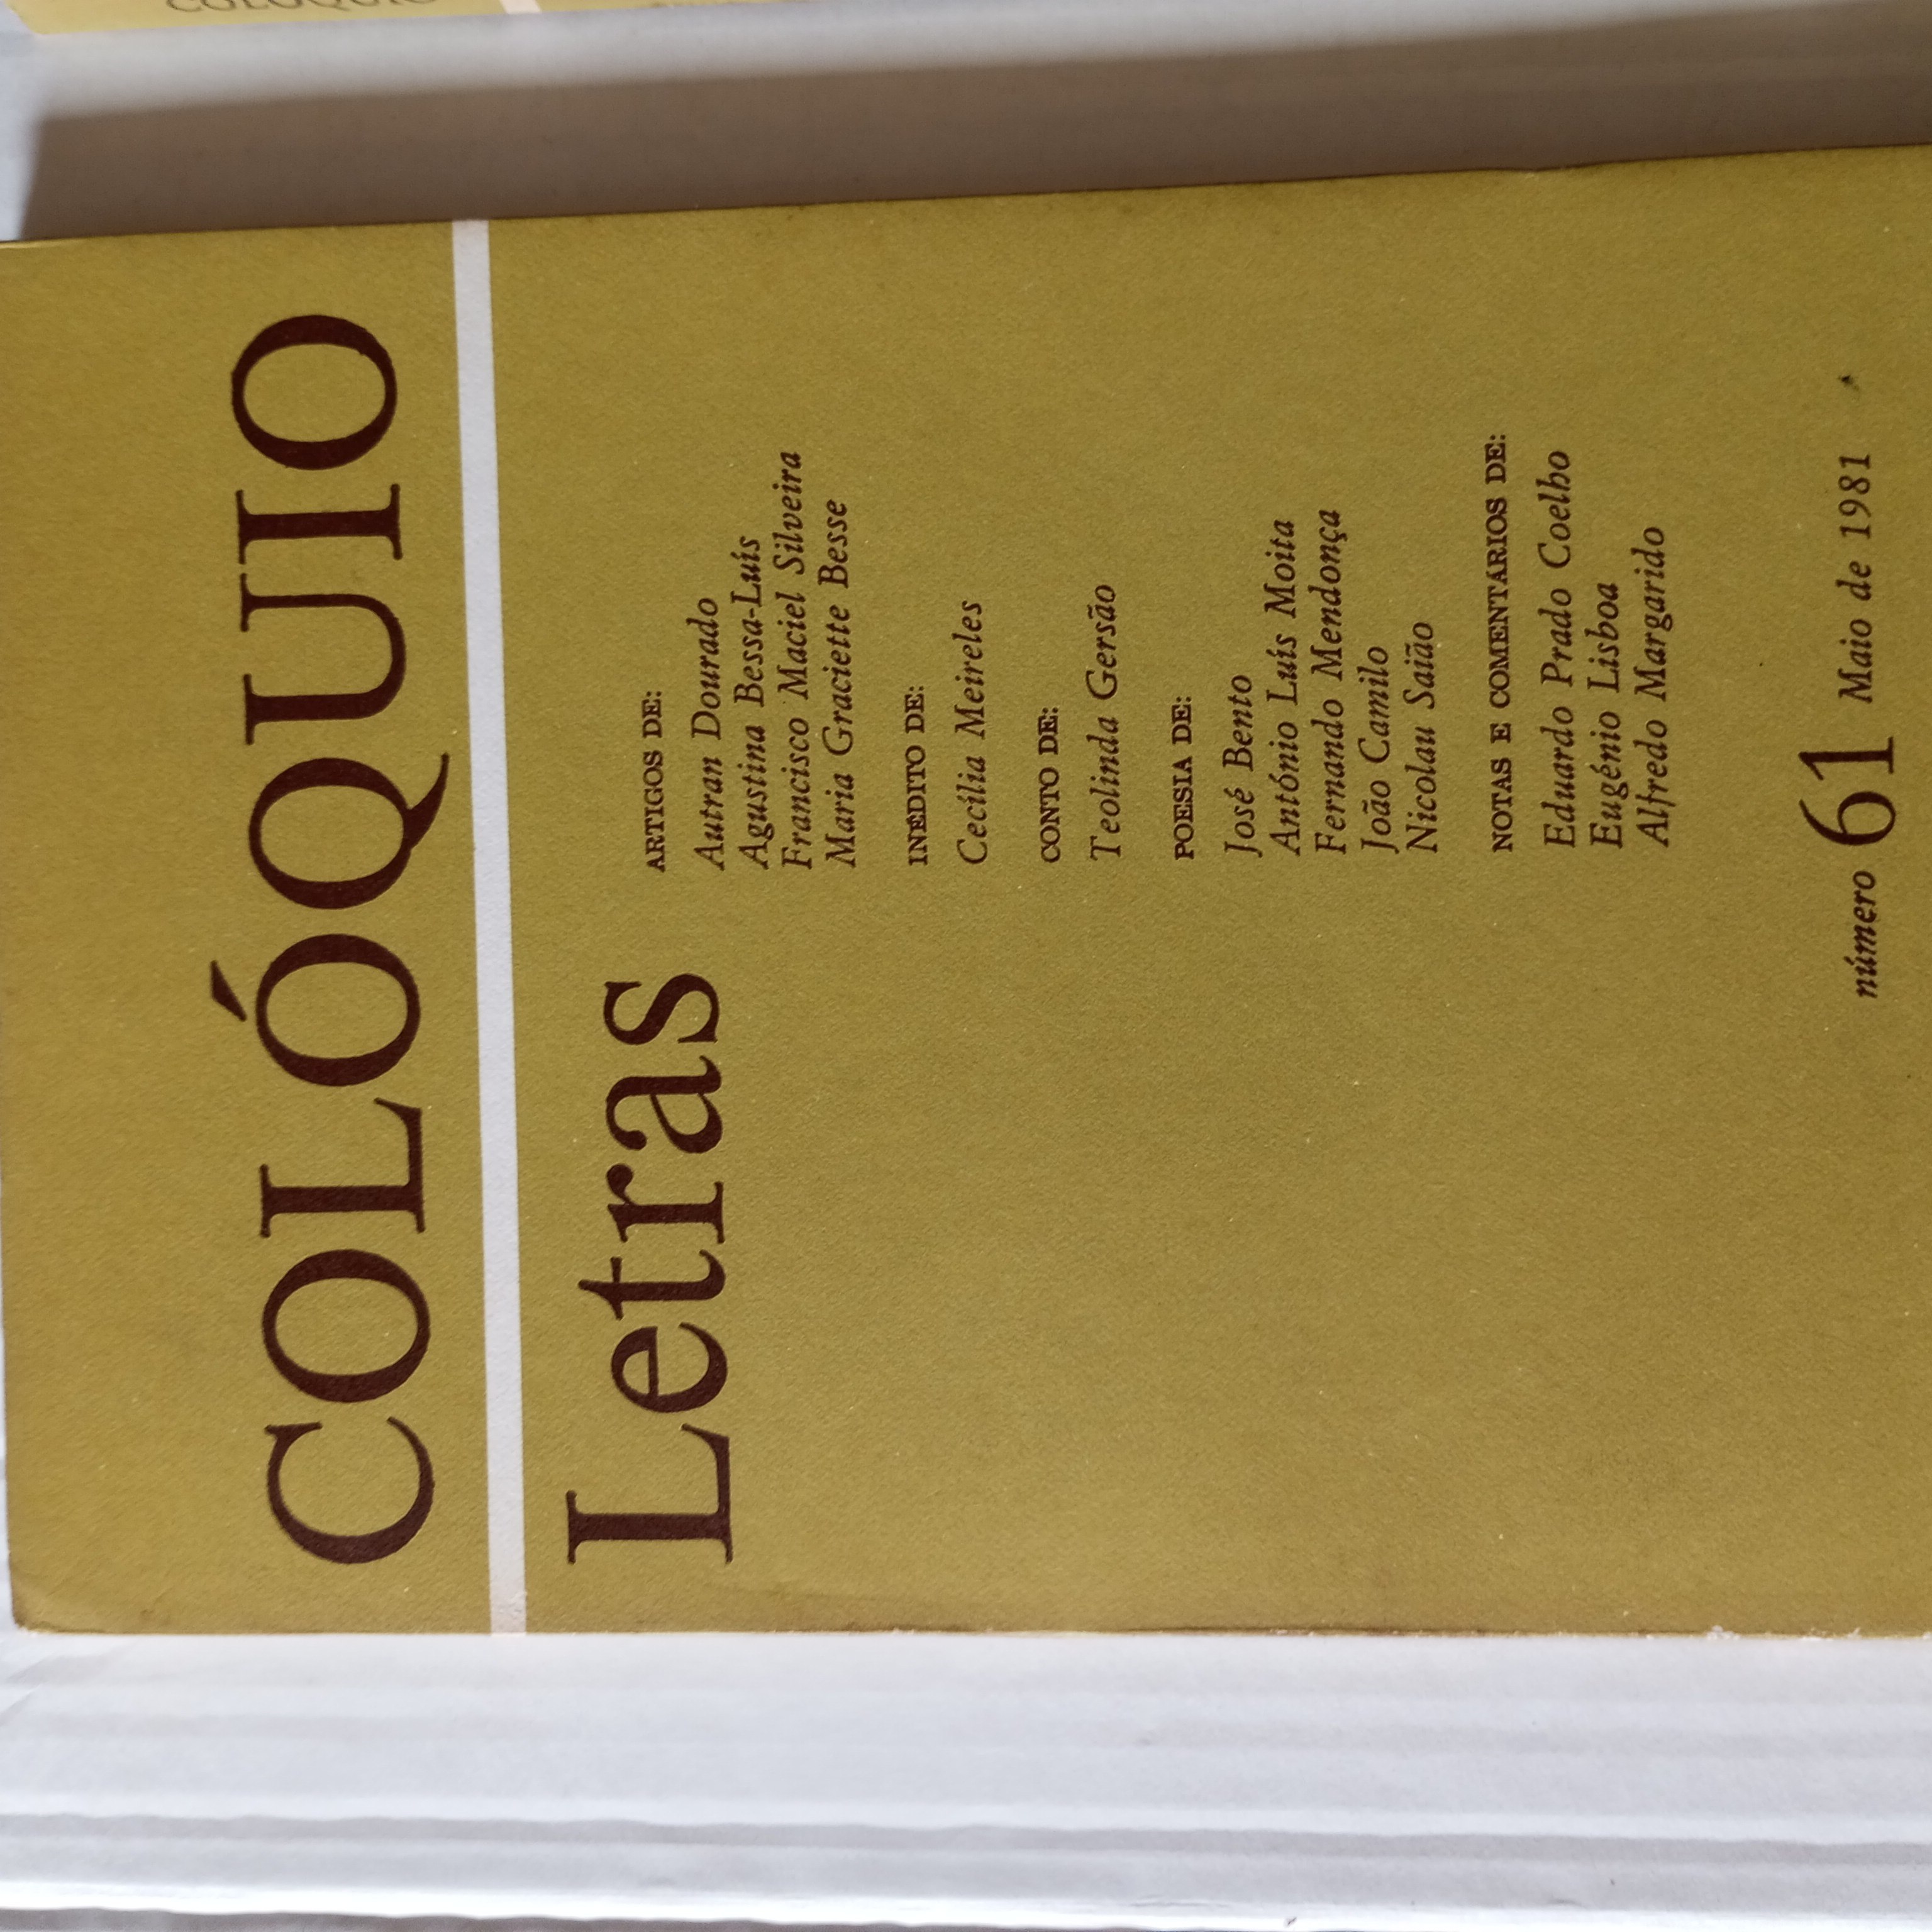 COLÓQUIO
COLÓQUIO
Letras
ARTIGOS DE:
Autran Dourado
Agustina Bessa-Luís
Francisco Maciel Silveira
Maria Graciette Besse
INÉDITO DE:
Cecília Meireles
CONTO DE:
Teolinda Gersão
POESIA DE:
José Bento
António Luís Moita
Fernando Mendonça
João Camilo
Nicolau Saião
NOTAS E COMENTÁRIOS DE:
Eduardo Prado Coelho
Eugénio Lisboa
Alfredo Margarido
número 61 Maio de 1981